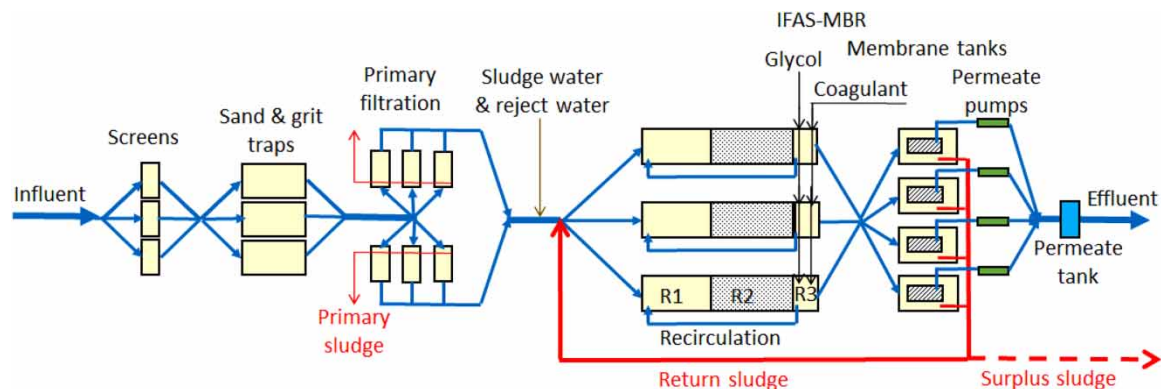 IFAS-MBR
Membrane tanks
Glycol
Coagulant
Permeate
pumps
Primary
filtration
Sludge water
& reject water
Sand & grit
traps
Screens
Influent
Effluent
Permeate
tank
R1
R2
R3
Recirculation
Primary
sludge
Return sludge
Surplus sludge